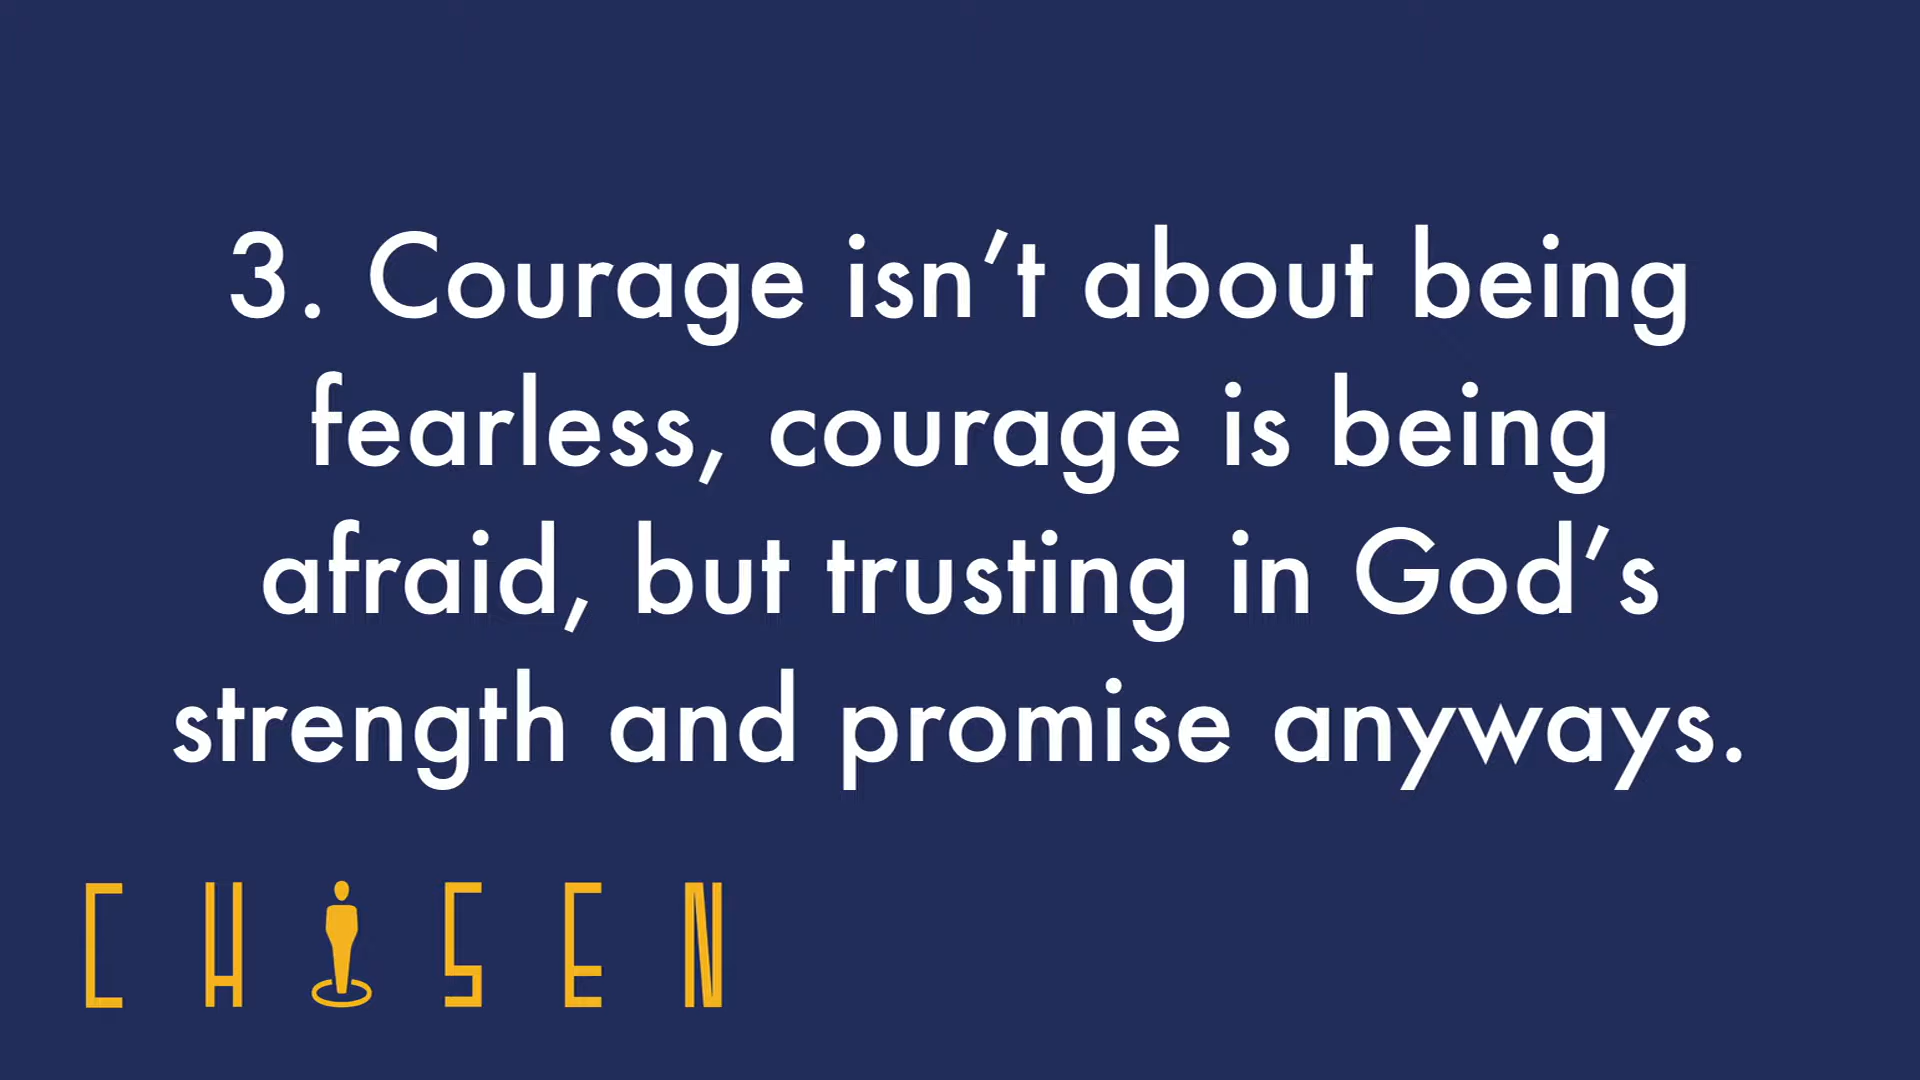 3. Courage isn’t about being
fearless, courage is being
afraid, but trusting in God’s
strength and promise anyways.
CHOSEN